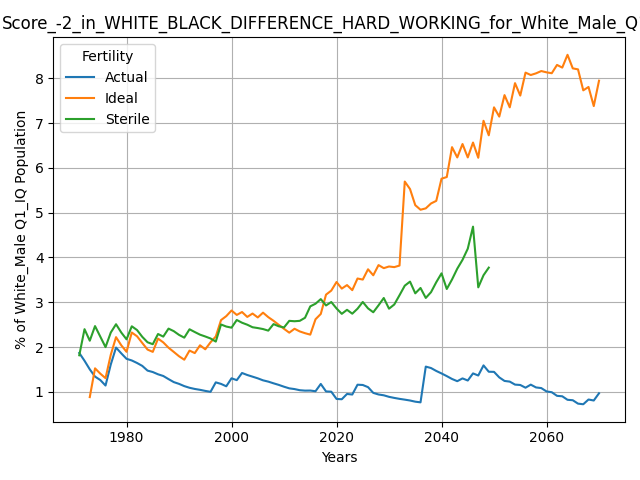 Score_-2_in_WHITE_BLACK_DIFFERENCE_HARD_WORKING_for_White_Male_Q
Fertility
Actual
Ideal
Sterile
% of White_Male Q1_IQ Population
8
7
6
5
4
3
2
1
1980
2000
2020
2040
2060
Years